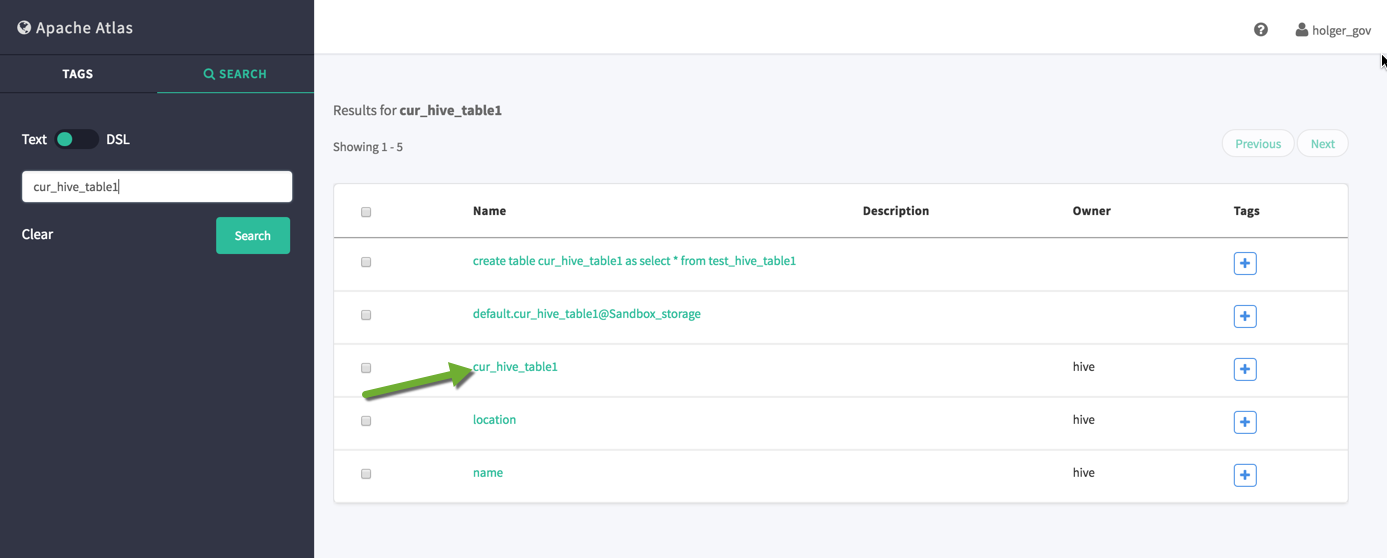 Apache Atlas
holger_gov
TAGS
SEARCH
Text DSL
cur_hive_table1
Clear
Search
Results for cur_hive_table1
Showing 1 - 5
Previous
Next
Name Description Owner Tags
create table cur_hive_table1 as select * from test_hive_table1
default.cur_hive_table1@Sandbox_storage
cur_hive_table1 hive
location hive
name hive